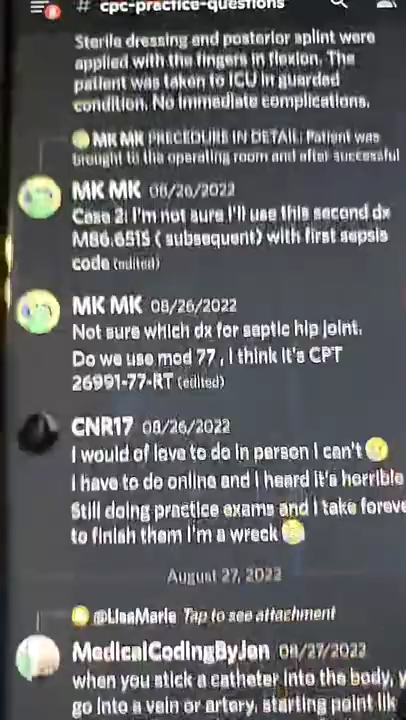 # cpc-practice-questions
Sterile dressing and posterior splint were
applied with the fingers in flexion. The
patient was taken to ICU in guarded
condition. No immediate complications.
MK MK PRECEDURE IN DETAIL: Patient was
brought to the operating room and after successful
MK MK 08/26/2022
Case 2: I'm not sure,I'll use this second dx
( subsequent) with first sepsis
code (edited)
MK MK 08/26/2022
Not sure which dx for septic hip joint.
Do we use mod 77 , I think it's CPT
26991-77-RT (edited)
CNR17 08/26/2022
I would of love to do in person I can't
I have to do online and I heard it's horrible
Still doing practice exams and I take foreve
to finish them I'm a wreck
August 27, 2022
@LisaMarie Tap to see attachment
MedicalCodingByJen 08/27/2022
when you stick a catheter into the body, y
go into a vein or artery, starting point lik